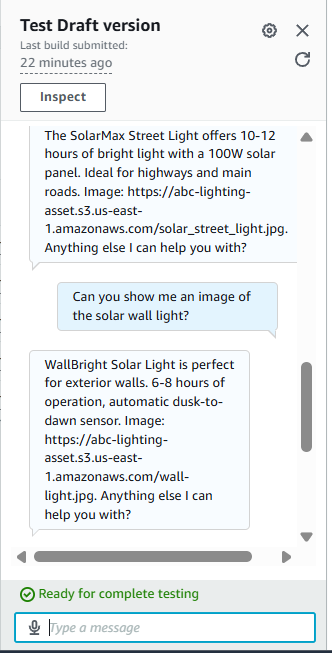 Test Draft version
Last build submitted:
22 minutes ago
Inspect
The SolarMax Street Light offers 10-12
hours of bright light with a 100W solar
panel. Ideal for highways and main
roads. Image: https://abc-lighting-
asset.s3.us-east-
1.amazonaws.com/solar_street_light.jpg.
Anything else I can help you with?
Can you show me an image of
the solar wall light?
WallBright Solar Light is perfect
for exterior walls. 6-8 hours of
operation, automatic dusk-to-
dawn sensor. Image:
https://abc-lighting-
asset.s3.us-east-
1.amazonaws.com/wall-
light.jpg. Anything else I can
help you with?
Ready for complete testing
Type a message